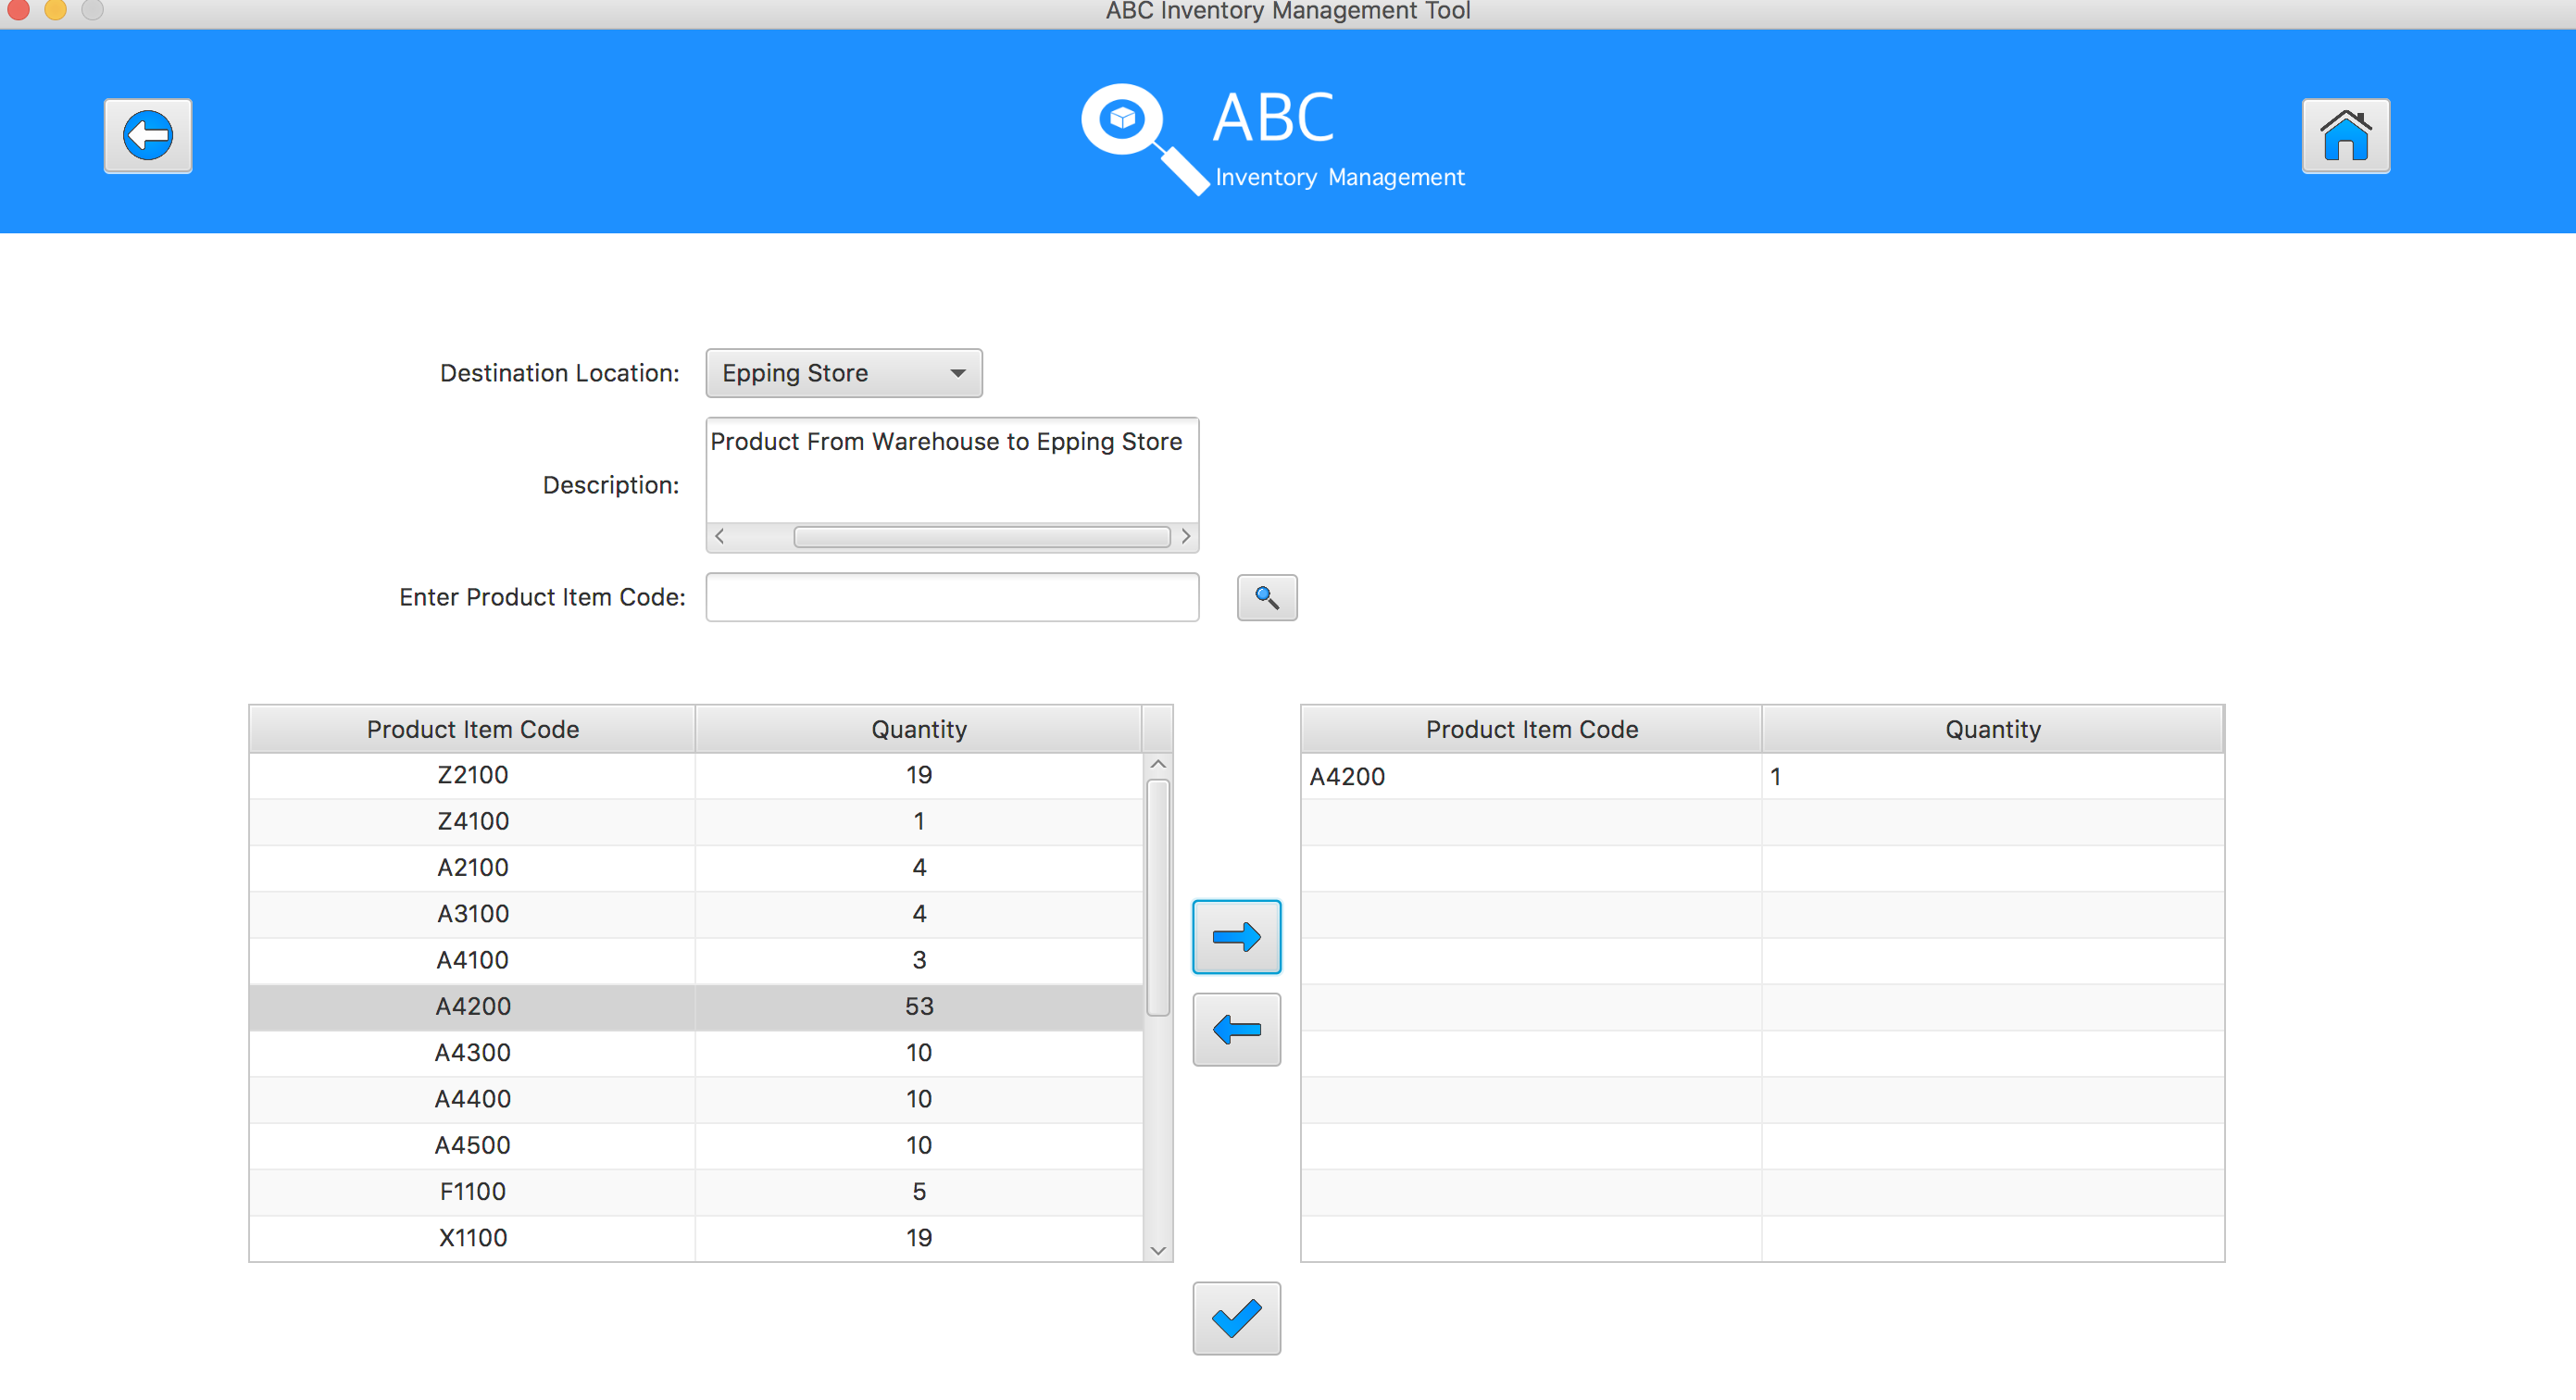 ABC Inventory Management Tool
ABC
Inventory Management
Destination Location: Epping Store
Product From Warehouse to Epping Store
Description:
Enter Product Item Code:
Product Item Code Quantity Product Item Code Quantity
Z2100 19 A4200 1
Z4100 1
A2100 4
A3100 4
A4100 3
A4200 53
A4300 10
A4400 10
A4500 10
F1100 5
X1100 19